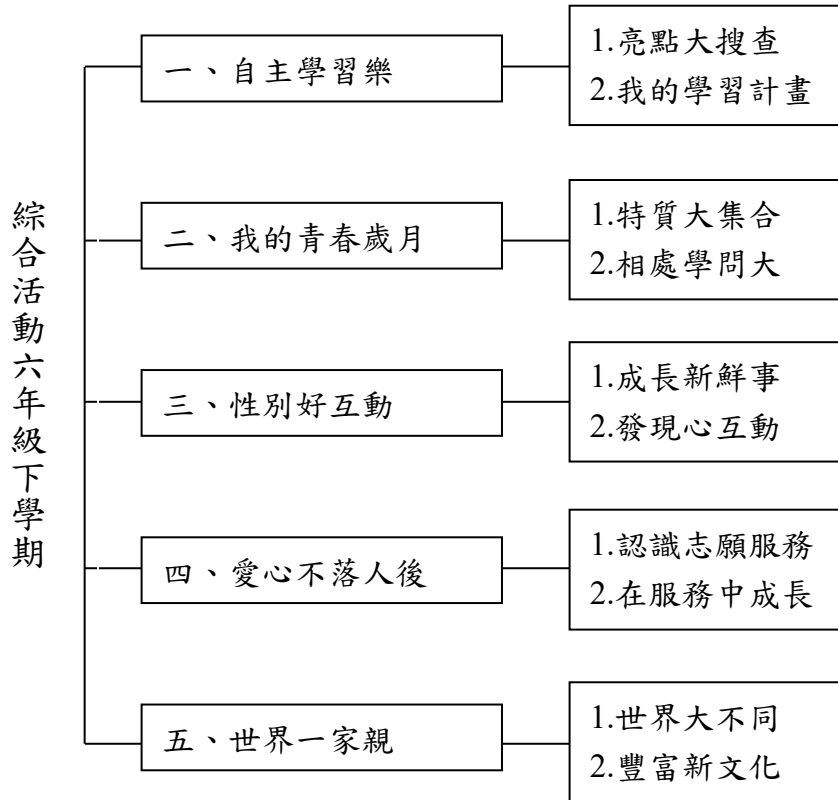 綜合活動六年級下學期
一、自主學習樂
1.亮點大搜查
2.我的學習計畫
二、我的青春歲月
1.特質大集合
2.相處學問大
三、性別好互動
1.成長新鮮事
2.發現心互動
四、愛心不落人後
1.認識志願服務
2.在服務中成長
五、世界一家親
1.世界大不同
2.豐富新文化